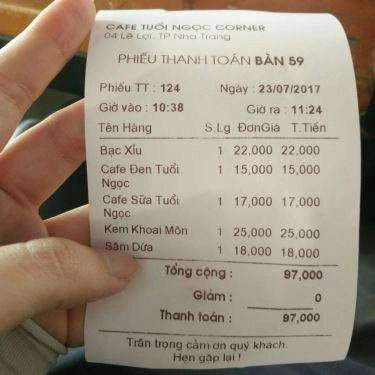 CAFE TUỔI NGỌC CORNER
04 Lê Lợi, TP Nha Trang
PHIẾU THANH TOÁN BÀN 59
Phiếu TT : 124 Ngày : 23/07/2017
Giờ vào : 10:38 Giờ ra : 11:24
Tên Hàng S Lg ĐơnGiá T.Tiền
Bạc Xỉu 1 22,000 22,000
Cafe Đen Tuổi 1 15,000 15,000
Ngọc
Cafe Sữa Tuổi 1 17,000 17,000
Ngọc
Kem Khoai Môn 1 25,000 25,000
Sâm Dứa 1 18,000 18,000
Tổng cộng : 97,000
Giảm : 0
Thanh toán : 97,000
Trân trọng cảm ơn quý khách.
Hẹn gặp lại !